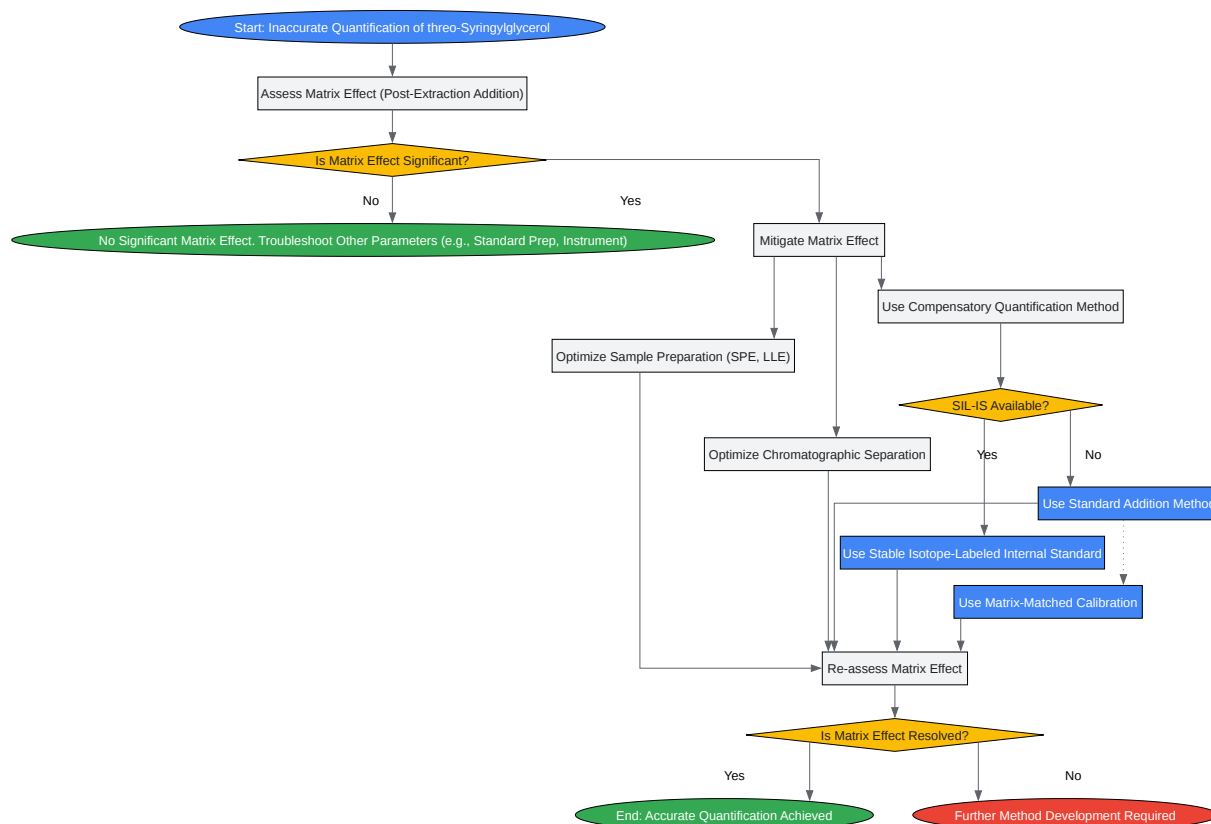 Start: Inaccurate Quantification of threo-Syringylglycerol
Assess Matrix Effect (Post-Extraction Addition)
Is Matrix Effect Significant?
No
Yes
No Significant Matrix Effect. Troubleshoot Other Parameters (e.g., Standard Prep, Instrument)
Mitigate Matrix Effect
Use Compensatory Quantification Method
Optimize Sample Preparation (SPE, LLE)
SIL-IS Available?
Optimize Chromatographic Separation
Yes
No
Use Standard Addition Method
Use Stable Isotope-Labeled Internal Standard
Use Matrix-Matched Calibration
Re-assess Matrix Effect
Is Matrix Effect Resolved?
Yes
No
End: Accurate Quantification Achieved
Further Method Development Required